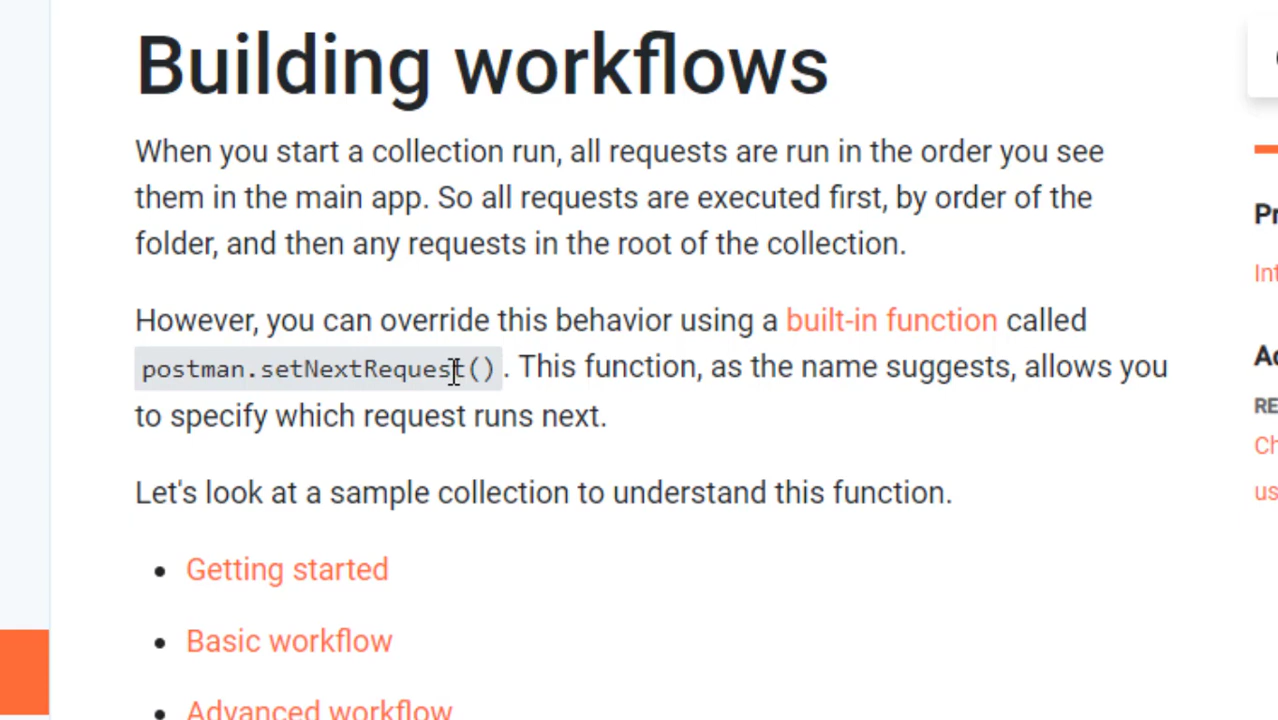 Building workflows
When you start a collection run, all requests are run in the order you see
them in the main app. So all requests are executed first, by order of the
folder, and then any requests in the root of the collection.
However, you can override this behavior using a built-in function called
postman.setNextRequest(). This function, as the name suggests, allows you
to specify which request runs next.
Let's look at a sample collection to understand this function.
• Getting started
• Basic workflow
• Advanced workflow